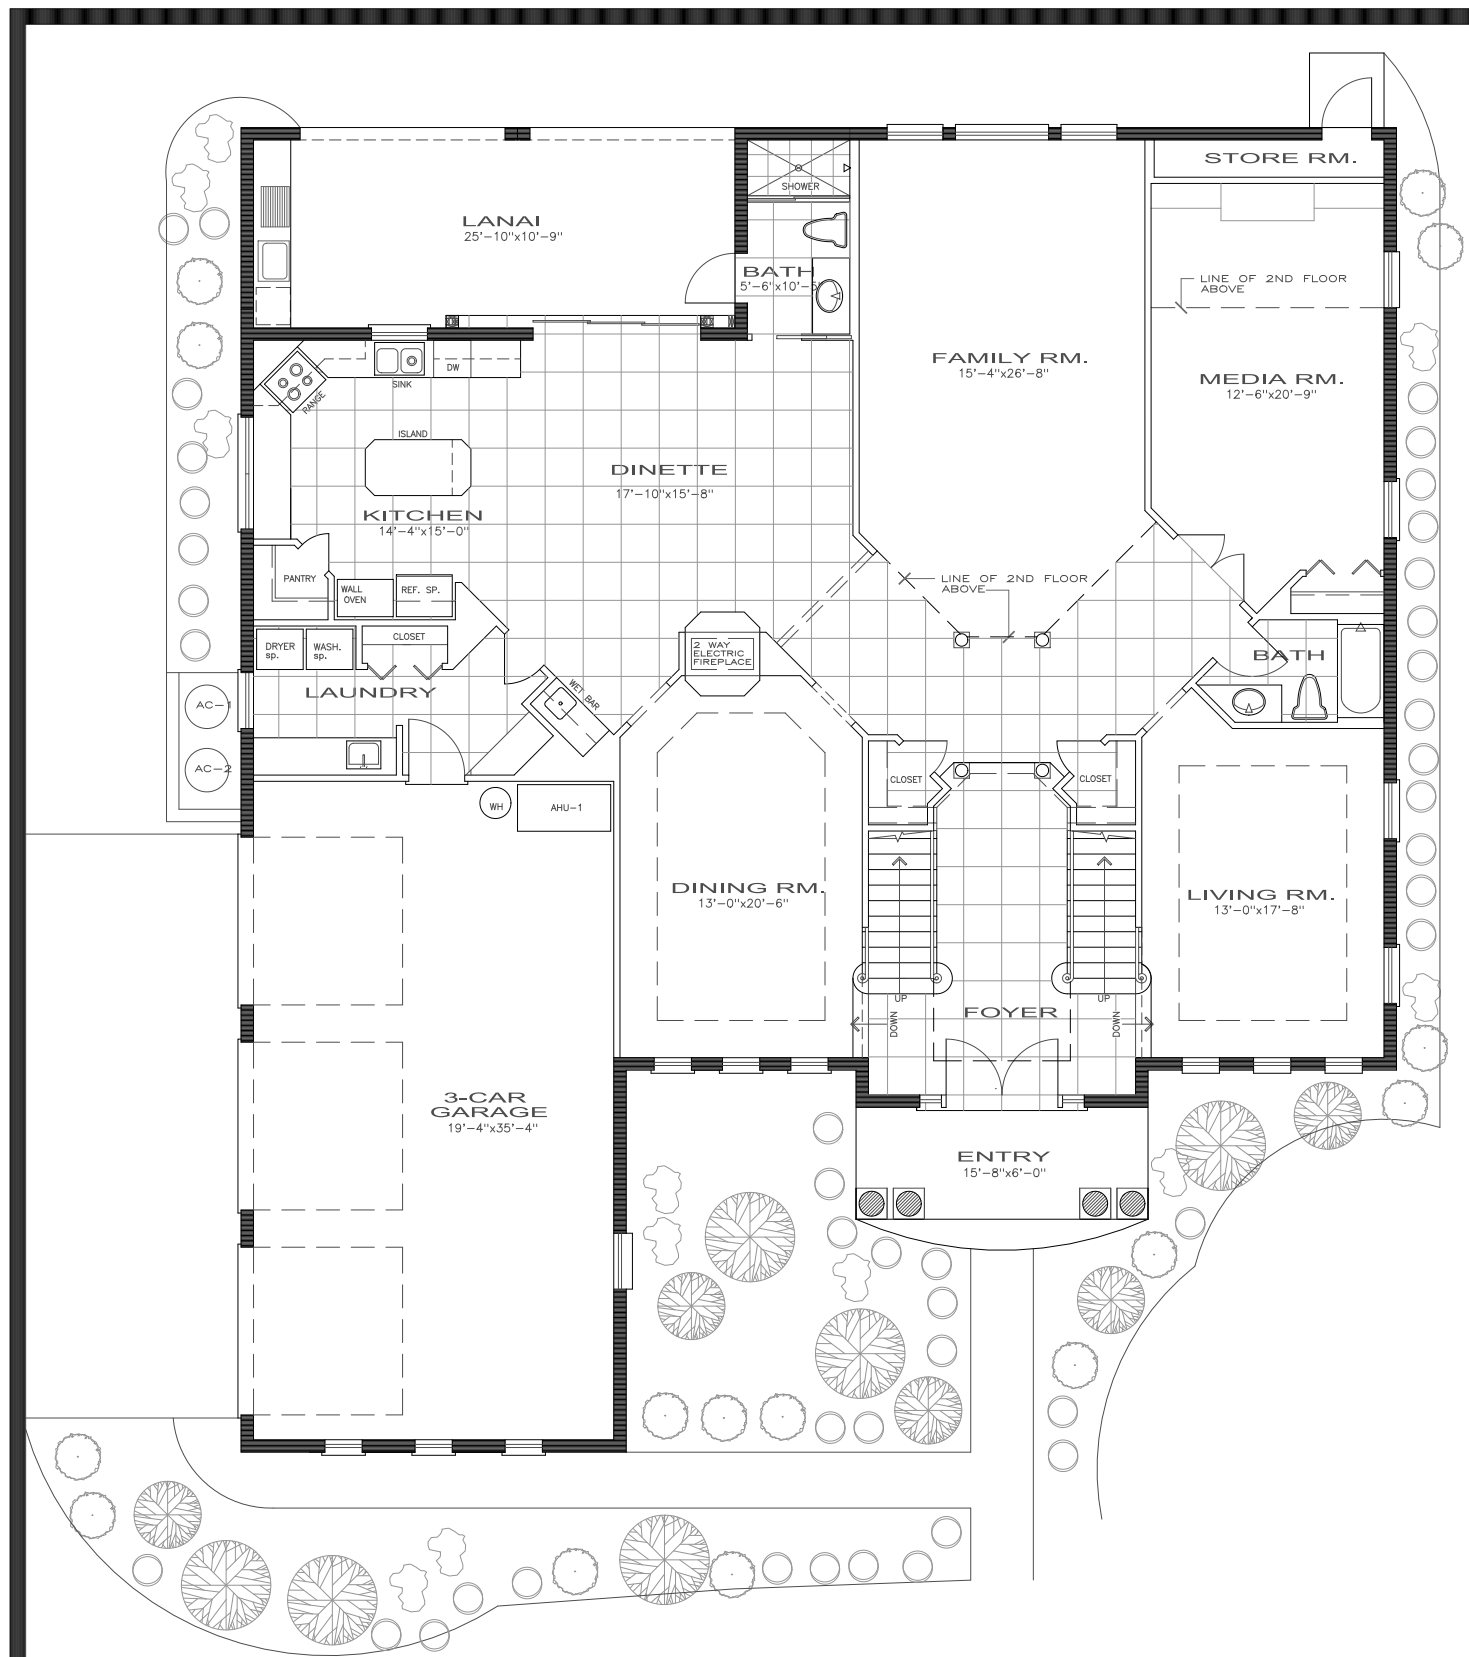 STORE RM.
SHOWER
LANAI
25'-10"x10'-9"
BATH
5'-6"x10'-5"
LINE OF 2ND FLOOR
ABOVE
FAMILY RM.
15'-4"x26'-8"
MEDIA RM.
12'-6"x20'-9"
DW
SINK
RANGE
ISLAND
DINETTE
17'-10"x15'-8"
KITCHEN
14'-4"x15'-0"
PANTRY
WALL
OVEN
REF. SP.
LINE OF 2ND FLOOR
ABOVE
DRYER
sp.
WASH.
sp.
CLOSET
2 WAY
ELECTRIC
FIREPLACE
BATH
LAUNDRY
WET BAR
AC-1
AC-2
CLOSET
CLOSET
WH
AHU-1
DINING RM.
13'-0"x20'-6"
LIVING RM.
13'-0"x17'-8"
UP
UP
DOWN
FOYER
DOWN
3-CAR
GARAGE
19'-4"x35'-4"
ENTRY
15'-8"x6'-0"